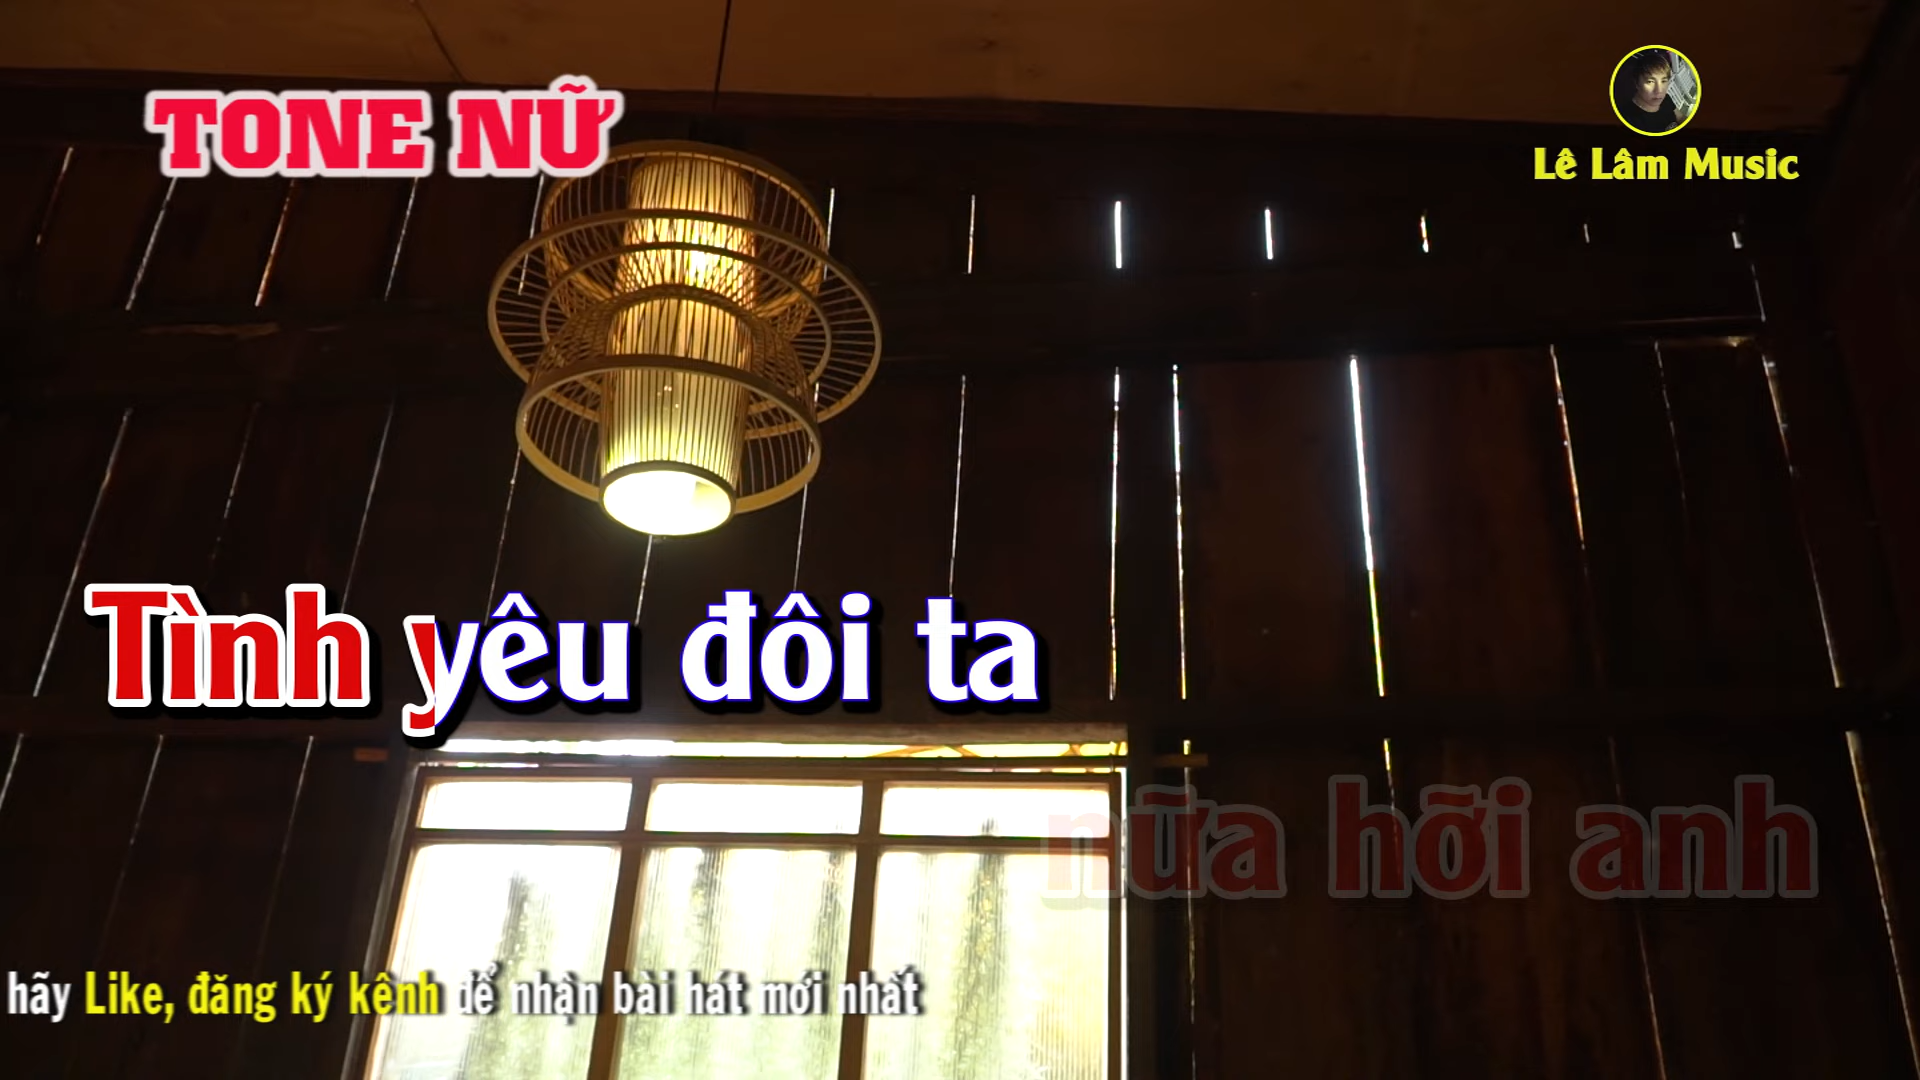 TONE NỮ
Lê Lâm Music
Tình yêu đôi ta
nữa hỡi anh
hãy Like, đăng ký kênh để nhận bài hát mới nhất